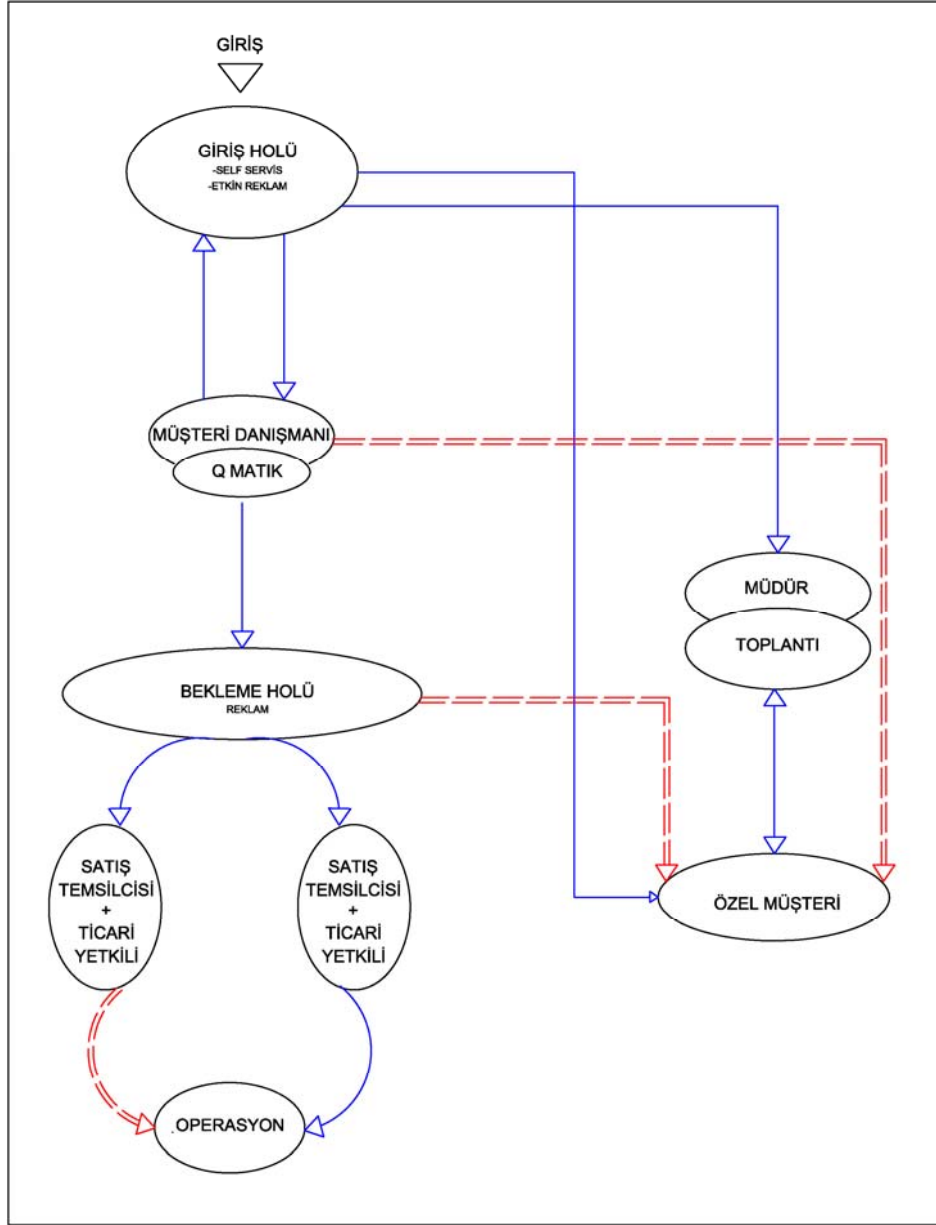 GİRİŞ
GİRİŞ HOLÜ
-SELF SERVİS
-ETKİN REKLAM
MÜŞTERİ DANIŞMANI
Q MATIK
MÜDÜR
TOPLANTI
BEKLEME HOLÜ
REKLAM
SATIŞ
TEMSİLCİSİ
+
TİCARİ
YETKİLİ
SATIŞ
TEMSİLCİSİ
+
TİCARİ
YETKİLİ
ÖZEL MÜŞTERİ
.OPERASYON